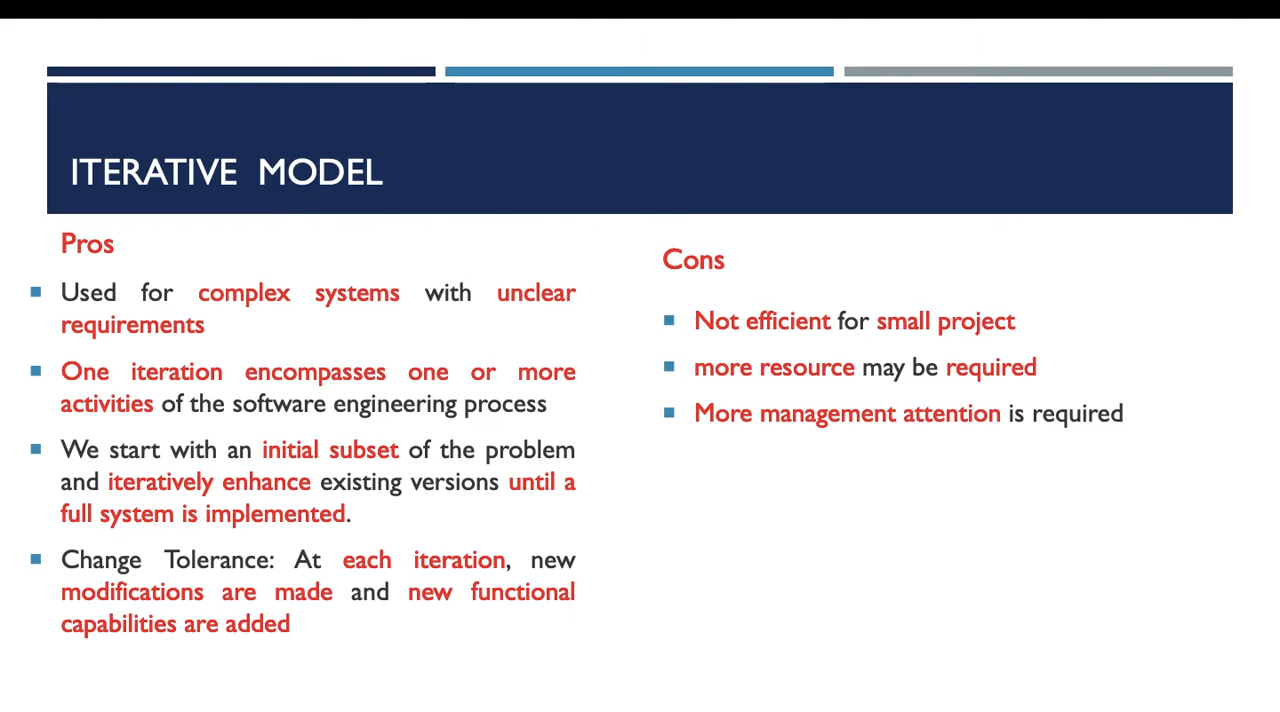 ITERATIVE MODEL
Pros
Used for complex systems with unclear
requirements
One iteration encompasses one or more
activities of the software engineering process
We start with an initial subset of the problem
and iteratively enhance existing versions until a
full system is implemented.
Change Tolerance: At each iteration, new
modifications are made and new functional
capabilities are added
Cons
Not efficient for small project
more resource may be required
More management attention is required